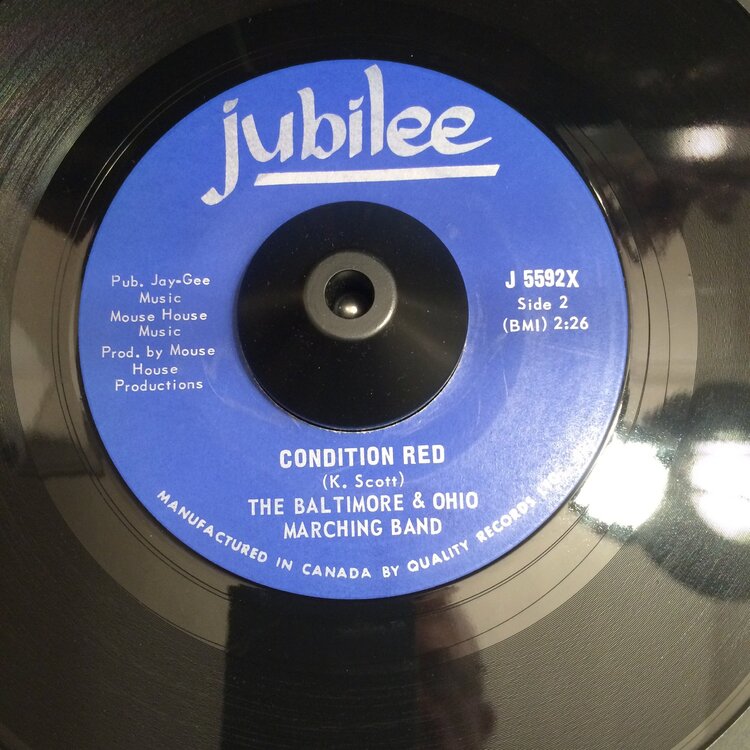 jubilee
Pub. Jay-Gee
Music
Mouse House
Music
Prod. by Mouse
House
Productions
J 5592X
Side 2
(BMI) 2:26
CONDITION RED
(K. Scott)
THE BALTIMORE & OHIO
MARCHING BAND
MANUFACTURED IN CANADA BY QUALITY RECORDS